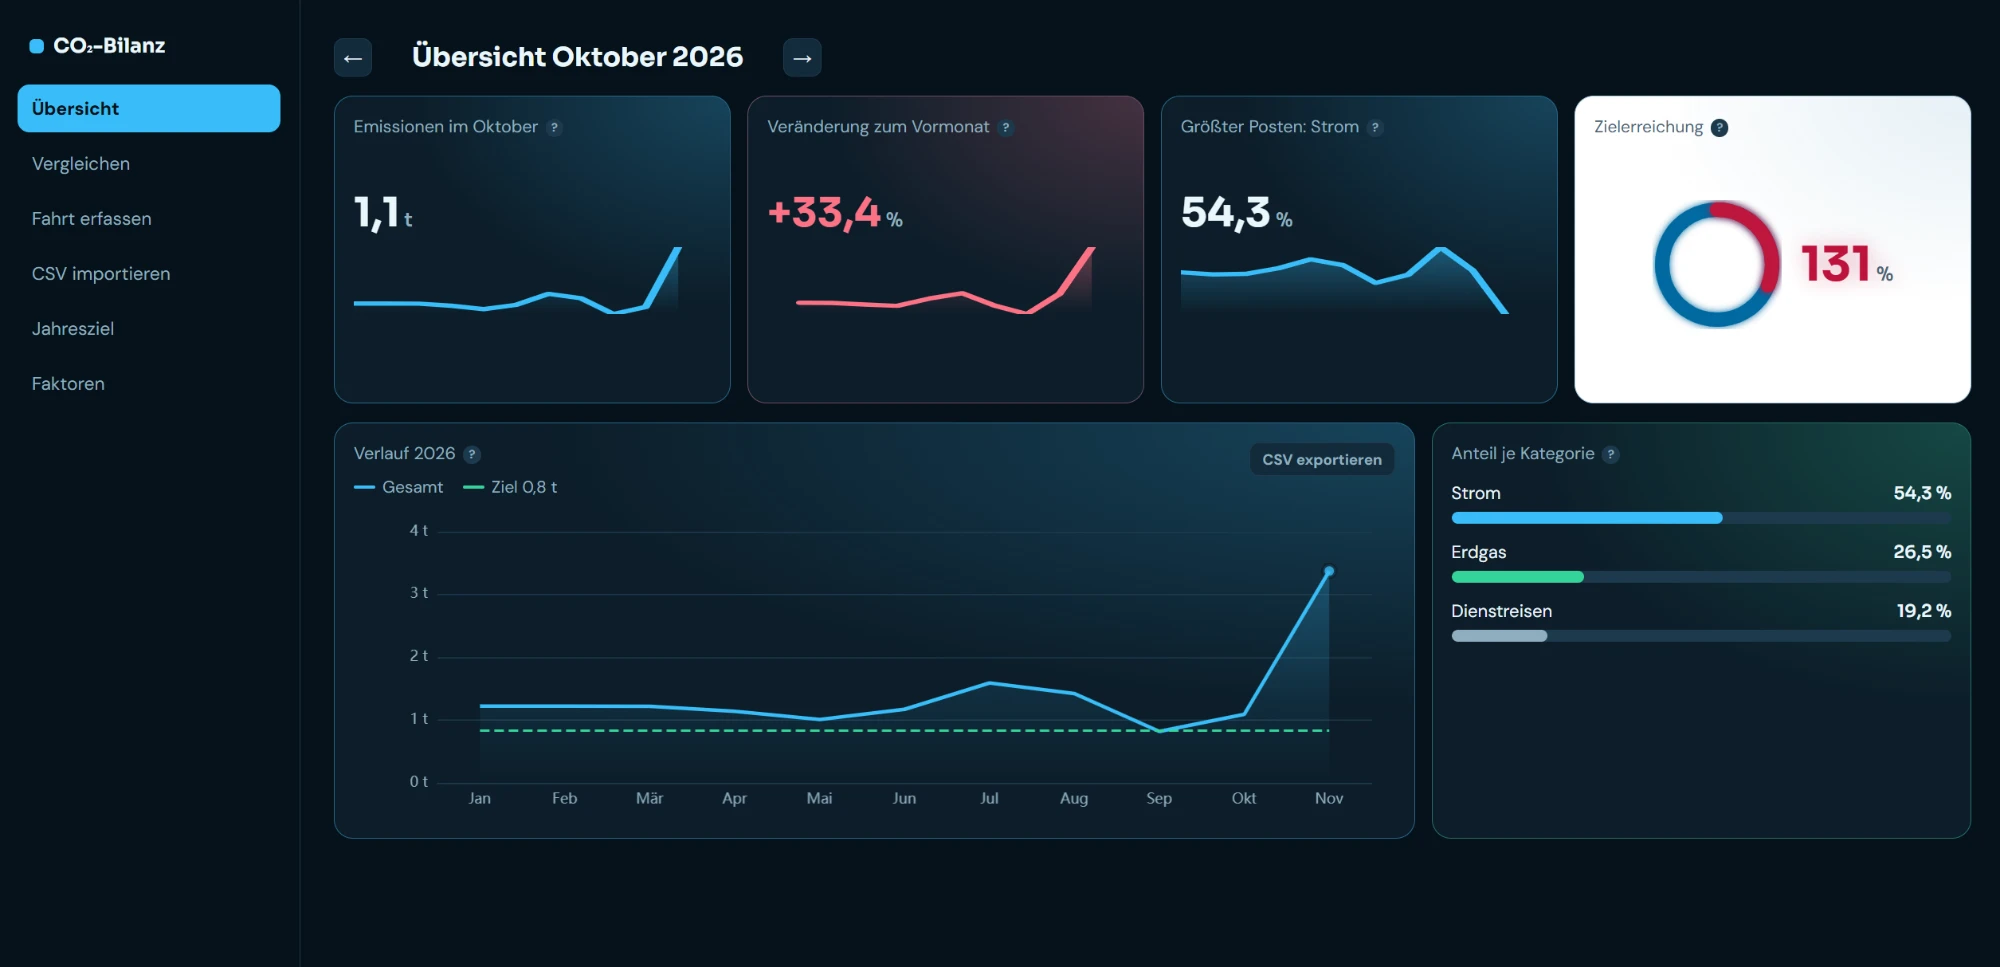 CO₂-Bilanz
Übersicht
Vergleichen
Fahrt erfassen
CSV importieren
Jahresziel
Faktoren
← Übersicht Oktober 2026 →
Emissionen im Oktober ?
1,1 t
Veränderung zum Vormonat ?
+33,4 %
Größter Posten: Strom ?
54,3 %
Zielerreichung ?
131 %
Verlauf 2026 ?
CSV exportieren
Gesamt Ziel 0,8 t
4 t
3 t
2 t
1 t
0 t
Jan Feb Mär Apr Mai Jun Jul Aug Sep Okt Nov
Anteil je Kategorie ?
Strom 54,3 %
Erdgas 26,5 %
Dienstreisen 19,2 %